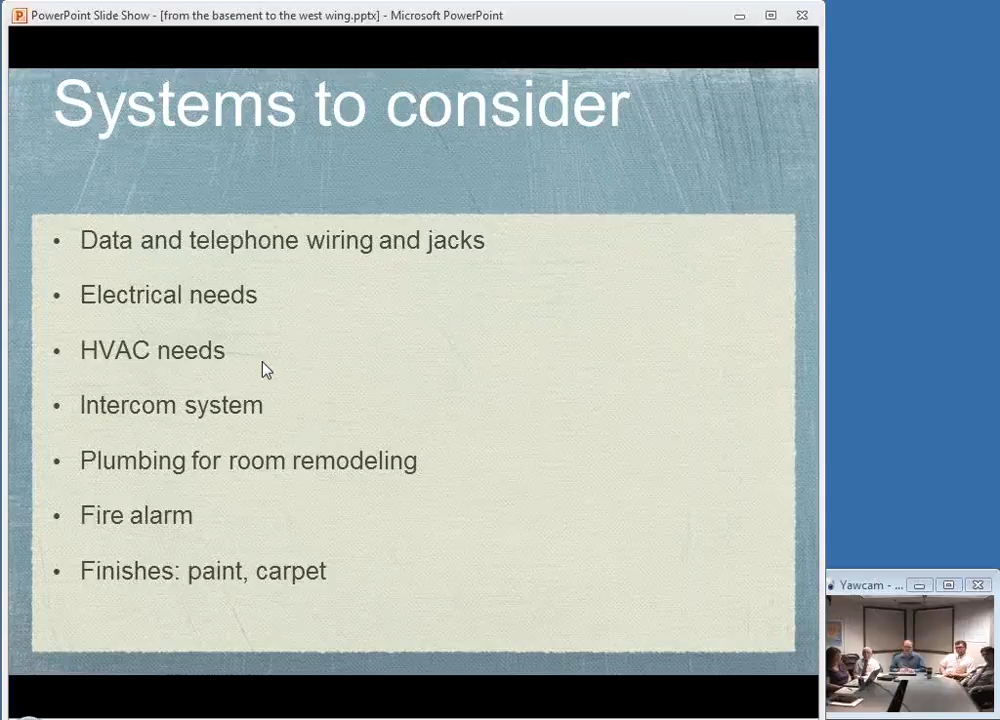 PowerPoint Slide Show - [from the basement to the west wing.pptx] - Microsoft PowerPoint
Systems to consider
• Data and telephone wiring and jacks
• Electrical needs
• HVAC needs
• Intercom system
• Plumbing for room remodeling
• Fire alarm
• Finishes: paint, carpet
Yawcam - ...